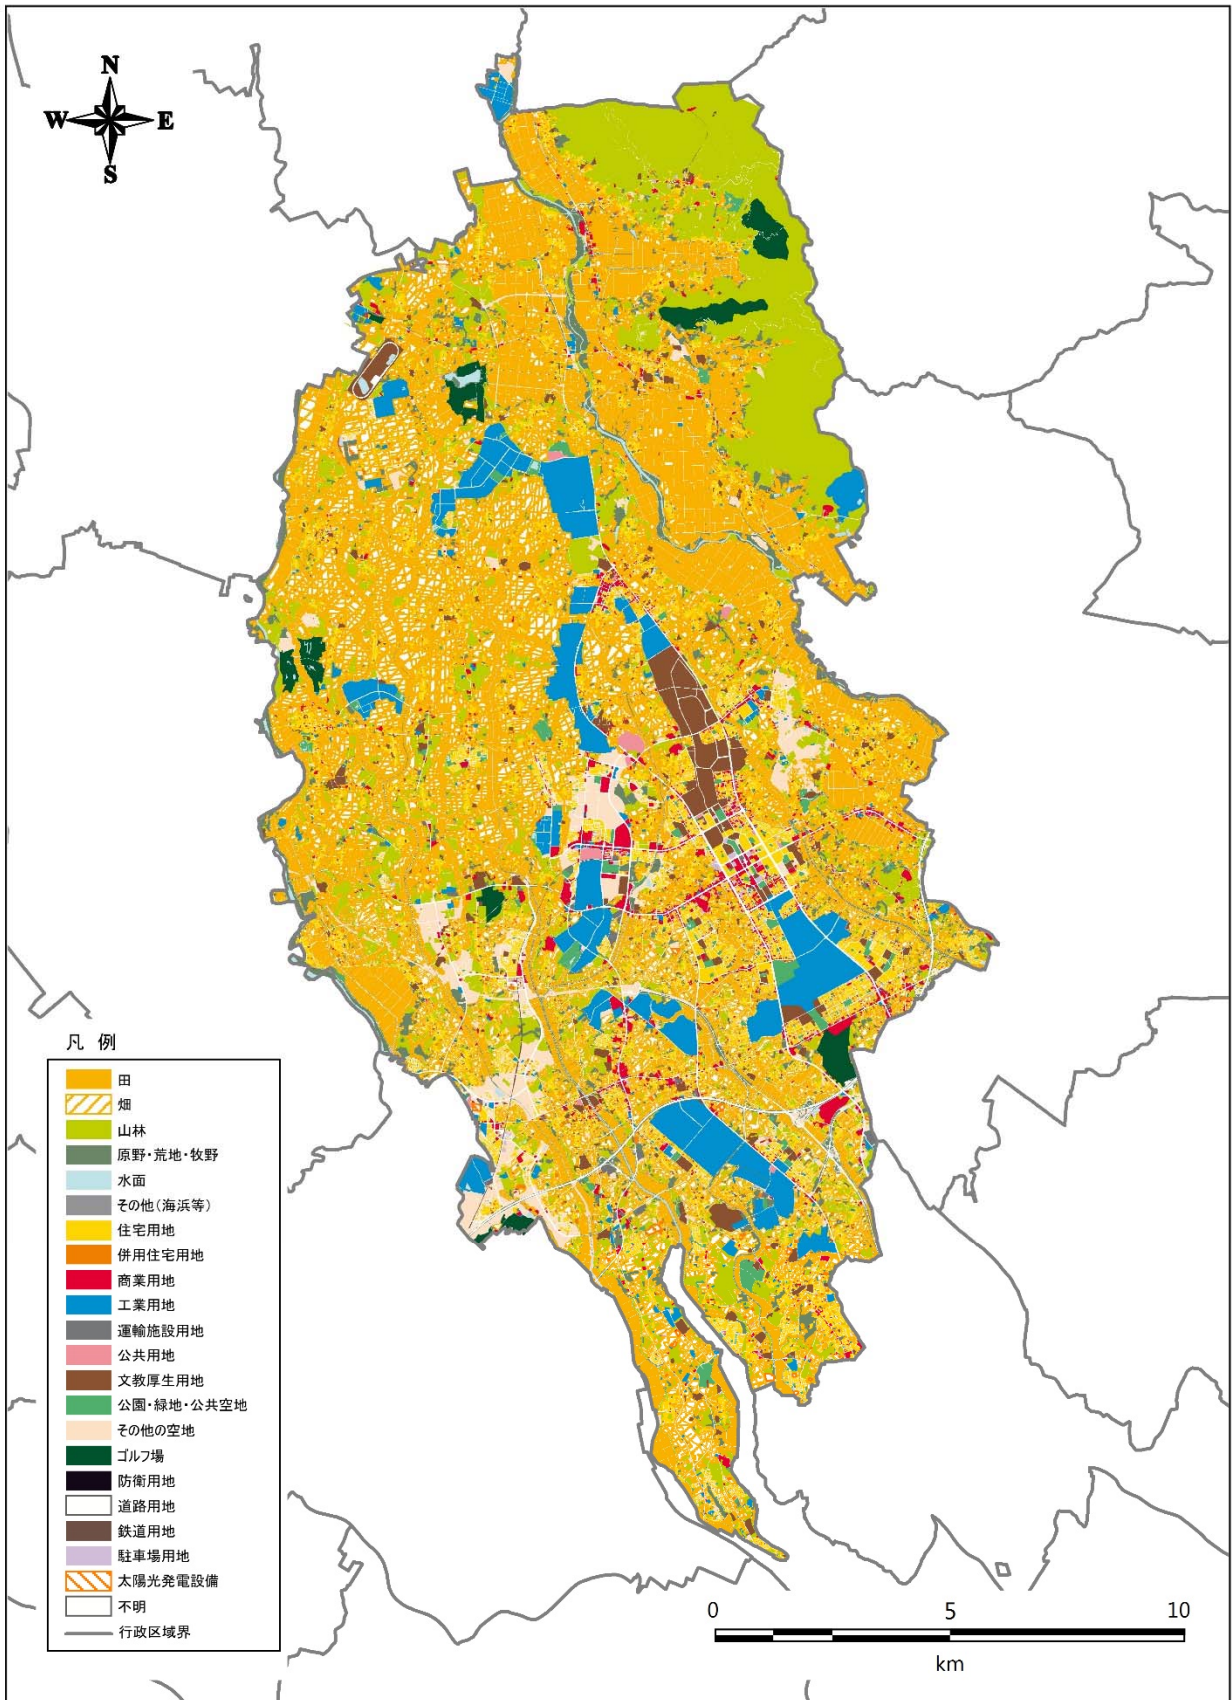 N
W E
S
凡 例
田
畑
山林
原野・荒地・牧野
水面
その他（海浜等）
住宅用地
併用住宅用地
商業用地
工業用地
運輸施設用地
公共用地
文教厚生用地
公園・緑地・公共空地
その他の空地
ゴルフ場
防衛用地
道路用地
鉄道用地
駐車場用地
太陽光発電設備
不明
行政区域界
0 5 10
km